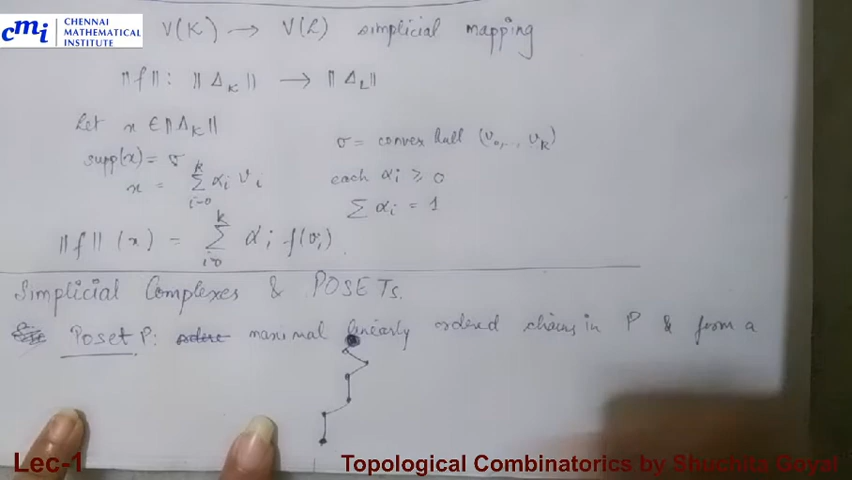 CHENNAI
MATHEMATICAL
INSTITUTE
cmi
V(K) → V(L) simplicial mapping
||f|| : ||Δ_K|| → ||Δ_L||
Let x ∈ ||Δ_K||
supp(x) = σ
σ = convex hull (v_0,.., v_k)
x = Σ_{i=0}^{k} α_i v_i
each α_i ≥ 0
Σ α_i = 1
||f|| (x) = Σ_{i=0}^{k} α_i f(v_i)
Simplicial Complexes & POSETs.
Poset P: maximal linearly ordered chains in P & form a
Lec-1
Topological Combinatorics by Shuchita Goyal